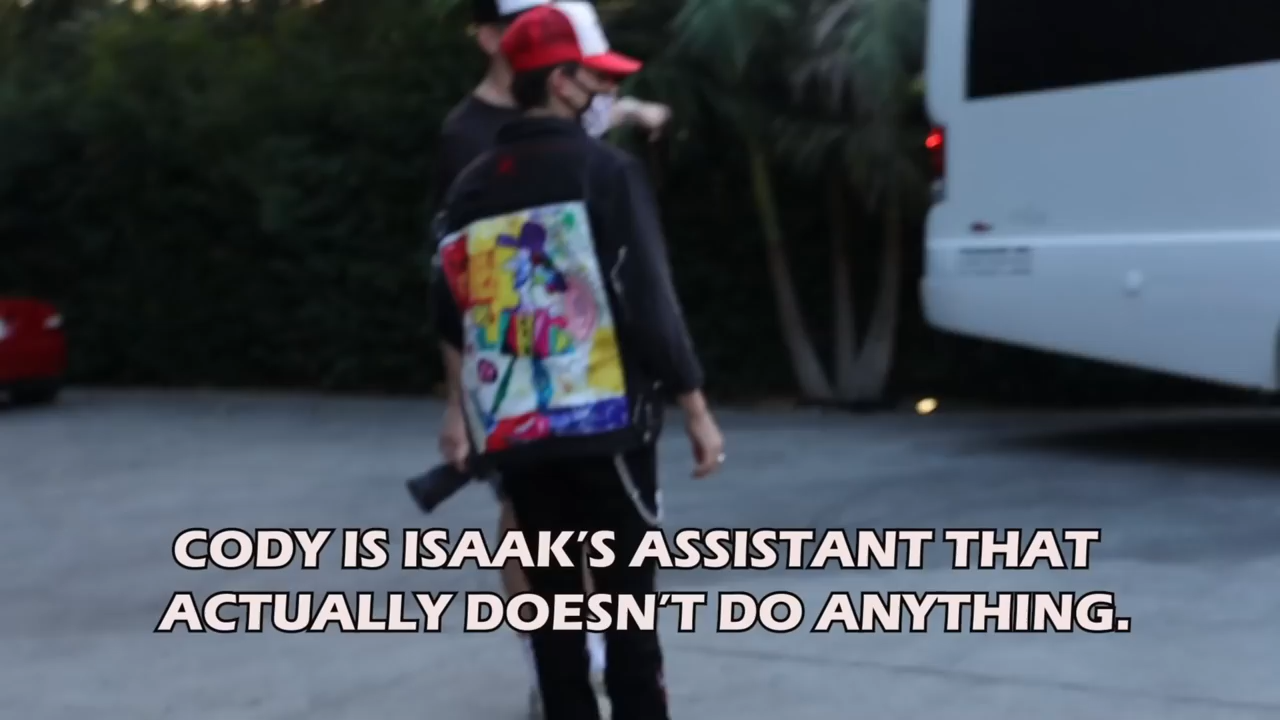 CODY IS ISAAK'S ASSISTANT THAT
ACTUALLY DOESN'T DO ANYTHING.